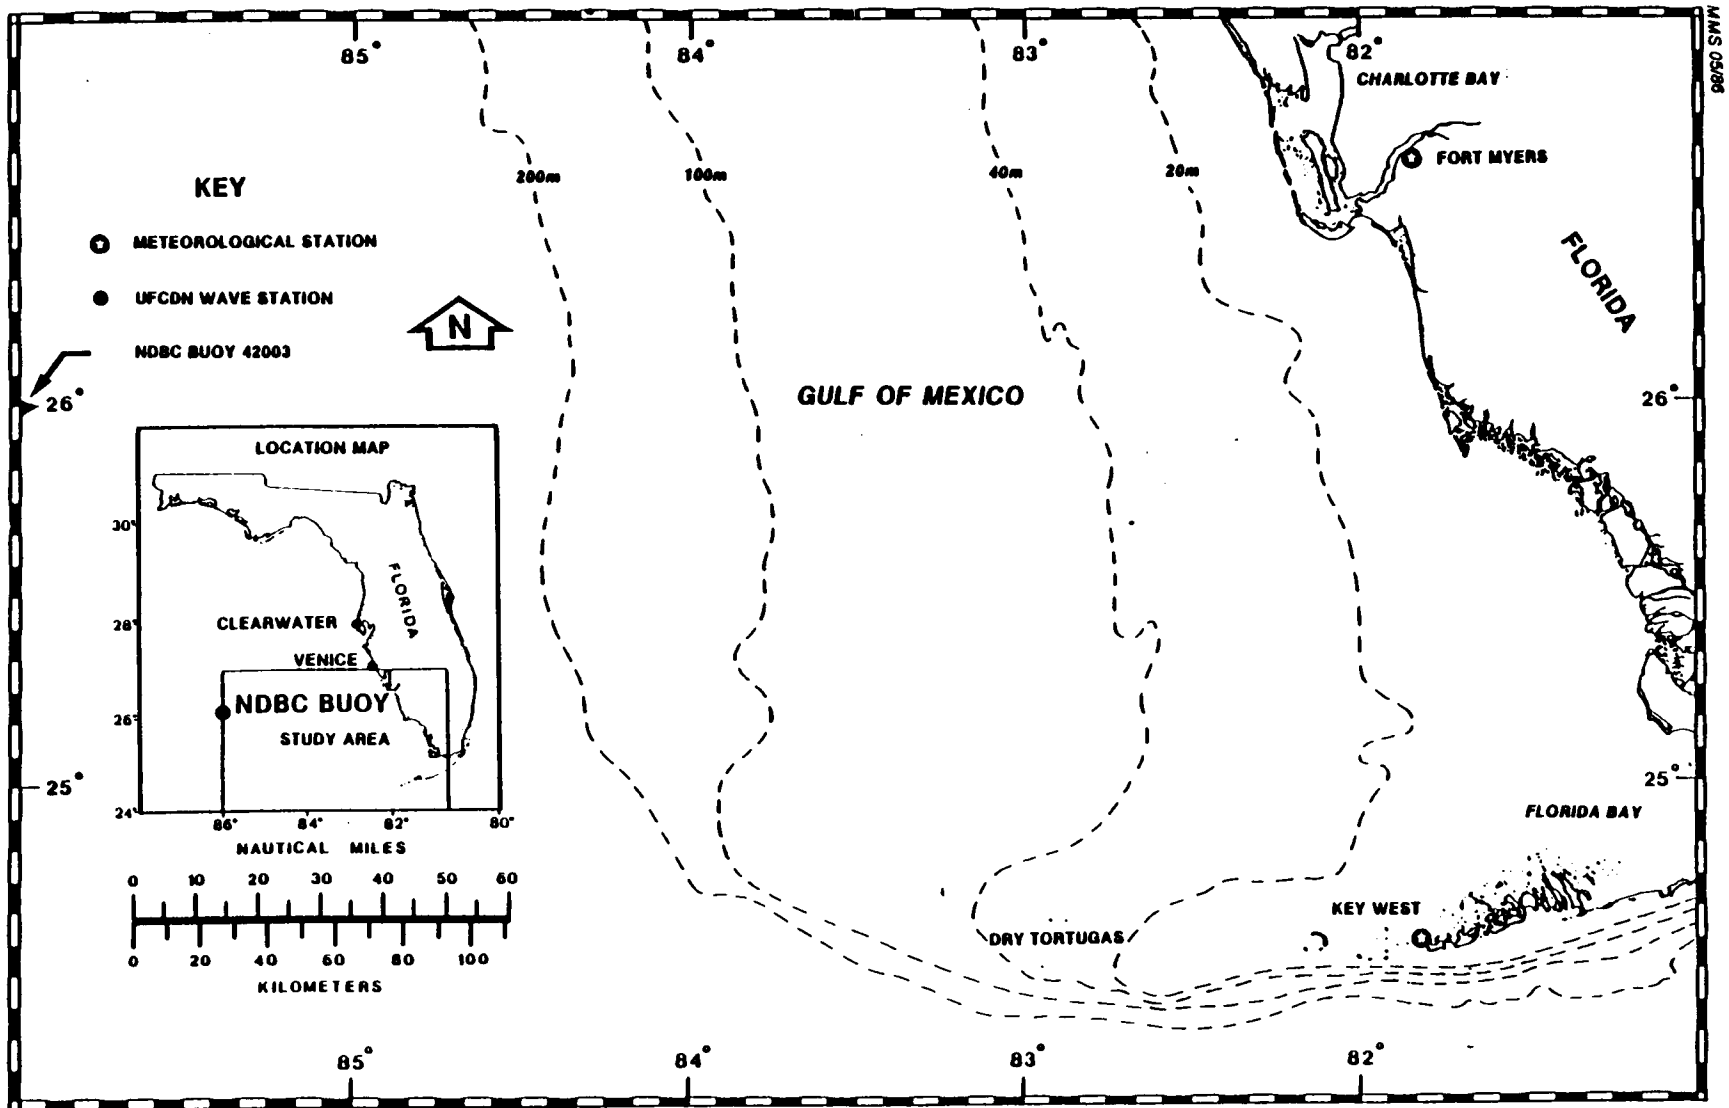 MMS 05/86
85°
84°
83°
82°
CHARLOTTE BAY
FORT MYERS
200m
100m
40m
20m
KEY
METEOROLOGICAL STATION
UFCDN WAVE STATION
NDBC BUOY 42003
N
FLORIDA
26°
GULF OF MEXICO
26°
LOCATION MAP
30°
FLORIDA
28°
CLEARWATER
VENICE
NDBC BUOY
26°
STUDY AREA
24°
86°
84°
82°
80°
25°
25°
FLORIDA BAY
NAUTICAL MILES
0 10 20 30 40 50 60
0 20 40 60 80 100
KILOMETERS
KEY WEST
DRY TORTUGAS
85°
84°
83°
82°